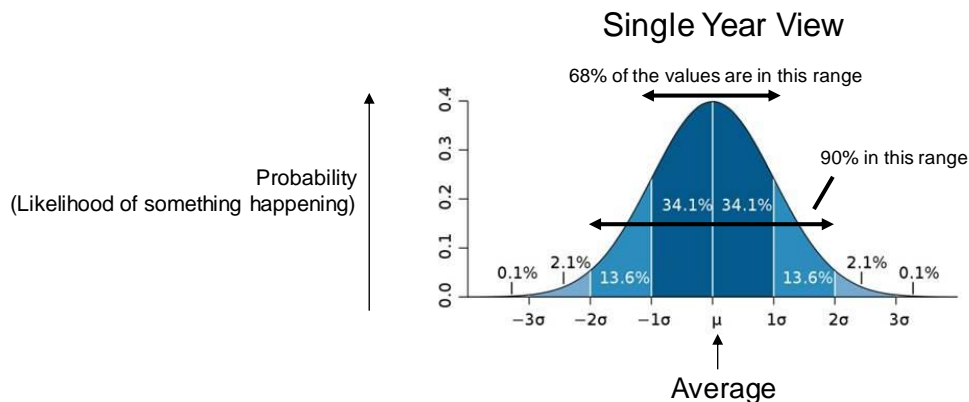 Single Year View
68% of the values are in this range
90% in this range
Probability
(Likelihood of something happening)
0.4
0.3
0.2
0.1
0.0
34.1% 34.1%
13.6% 13.6%
2.1% 2.1%
0.1% 0.1%
−3σ −2σ −1σ μ 1σ 2σ 3σ
Average